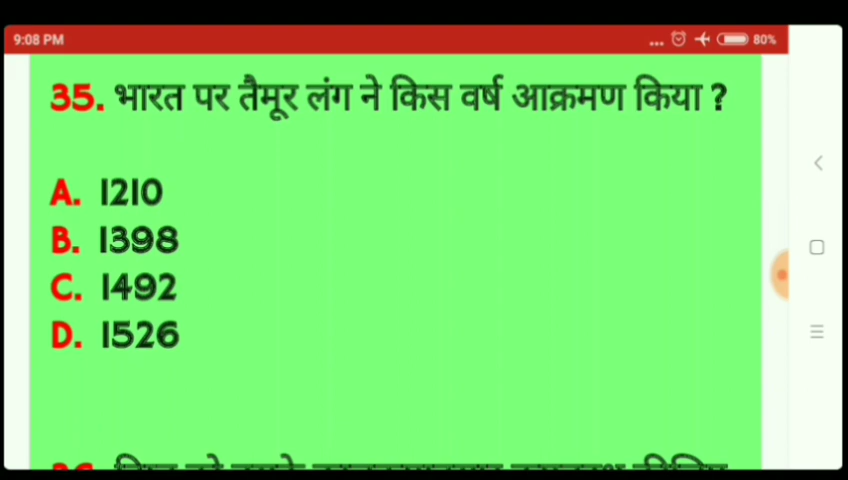 9:08 PM
80%
35. भारत पर तैमूर लंग ने किस वर्ष आक्रमण किया ?
A. 1210
B. 1398
C. 1492
D. 1526